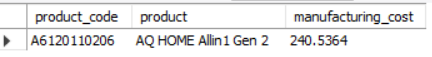 product_code product manufacturing_cost
A6120110206 AQ HOME Allin1 Gen 2 240.5364